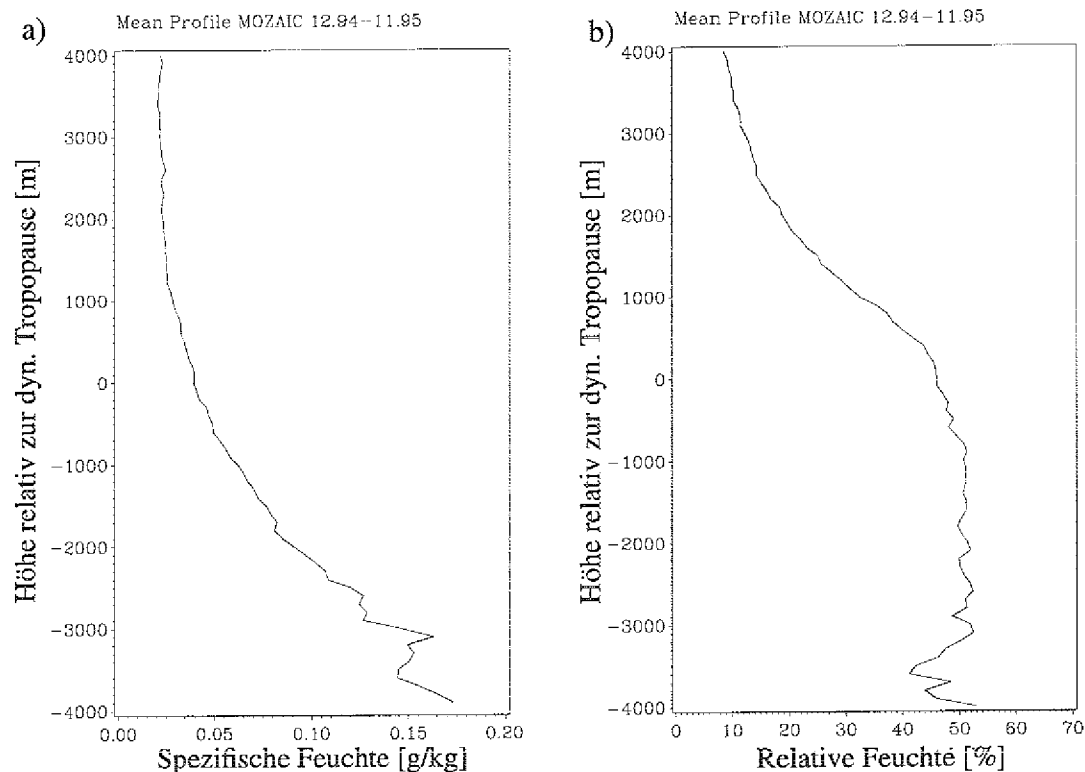 a)
Mean Profile MOZAIC 12.94–11.95
Höhe relativ zur dyn. Tropopause [m]
4000
3000
2000
1000
0
−1000
−2000
−3000
−4000
0.00 0.05 0.10 0.15 0.20
Spezifische Feuchte [g/kg]
b)
Mean Profile MOZAIC 12.94–11.95
Höhe relativ zur dyn. Tropopause [m]
4000
3000
2000
1000
0
−1000
−2000
−3000
−4000
0 10 20 30 40 50 60 70
Relative Feuchte [%]